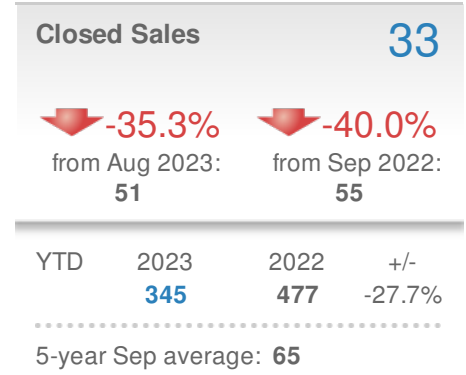 Closed Sales 33
-35.3% -40.0%
from Aug 2023: from Sep 2022:
51 55
YTD 2023 2022 +/-
345 477 -27.7%
5-year Sep average: 65